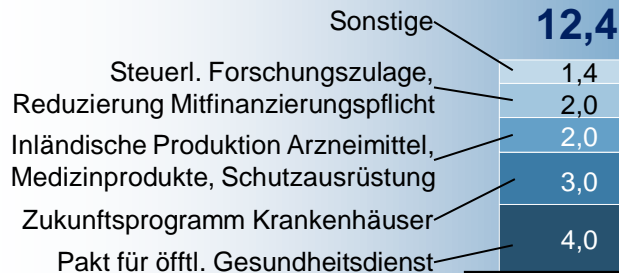 Sonstige 12,4
1,4
Steuerl. Forschungszulage,
Reduzierung Mitfinanzierungspflicht 2,0
Inländische Produktion Arzneimittel, 2,0
Medizinprodukte, Schutzausrüstung
3,0
Zukunftsprogramm Krankenhäuser
4,0
Pakt für öfftl. Gesundheitsdienst